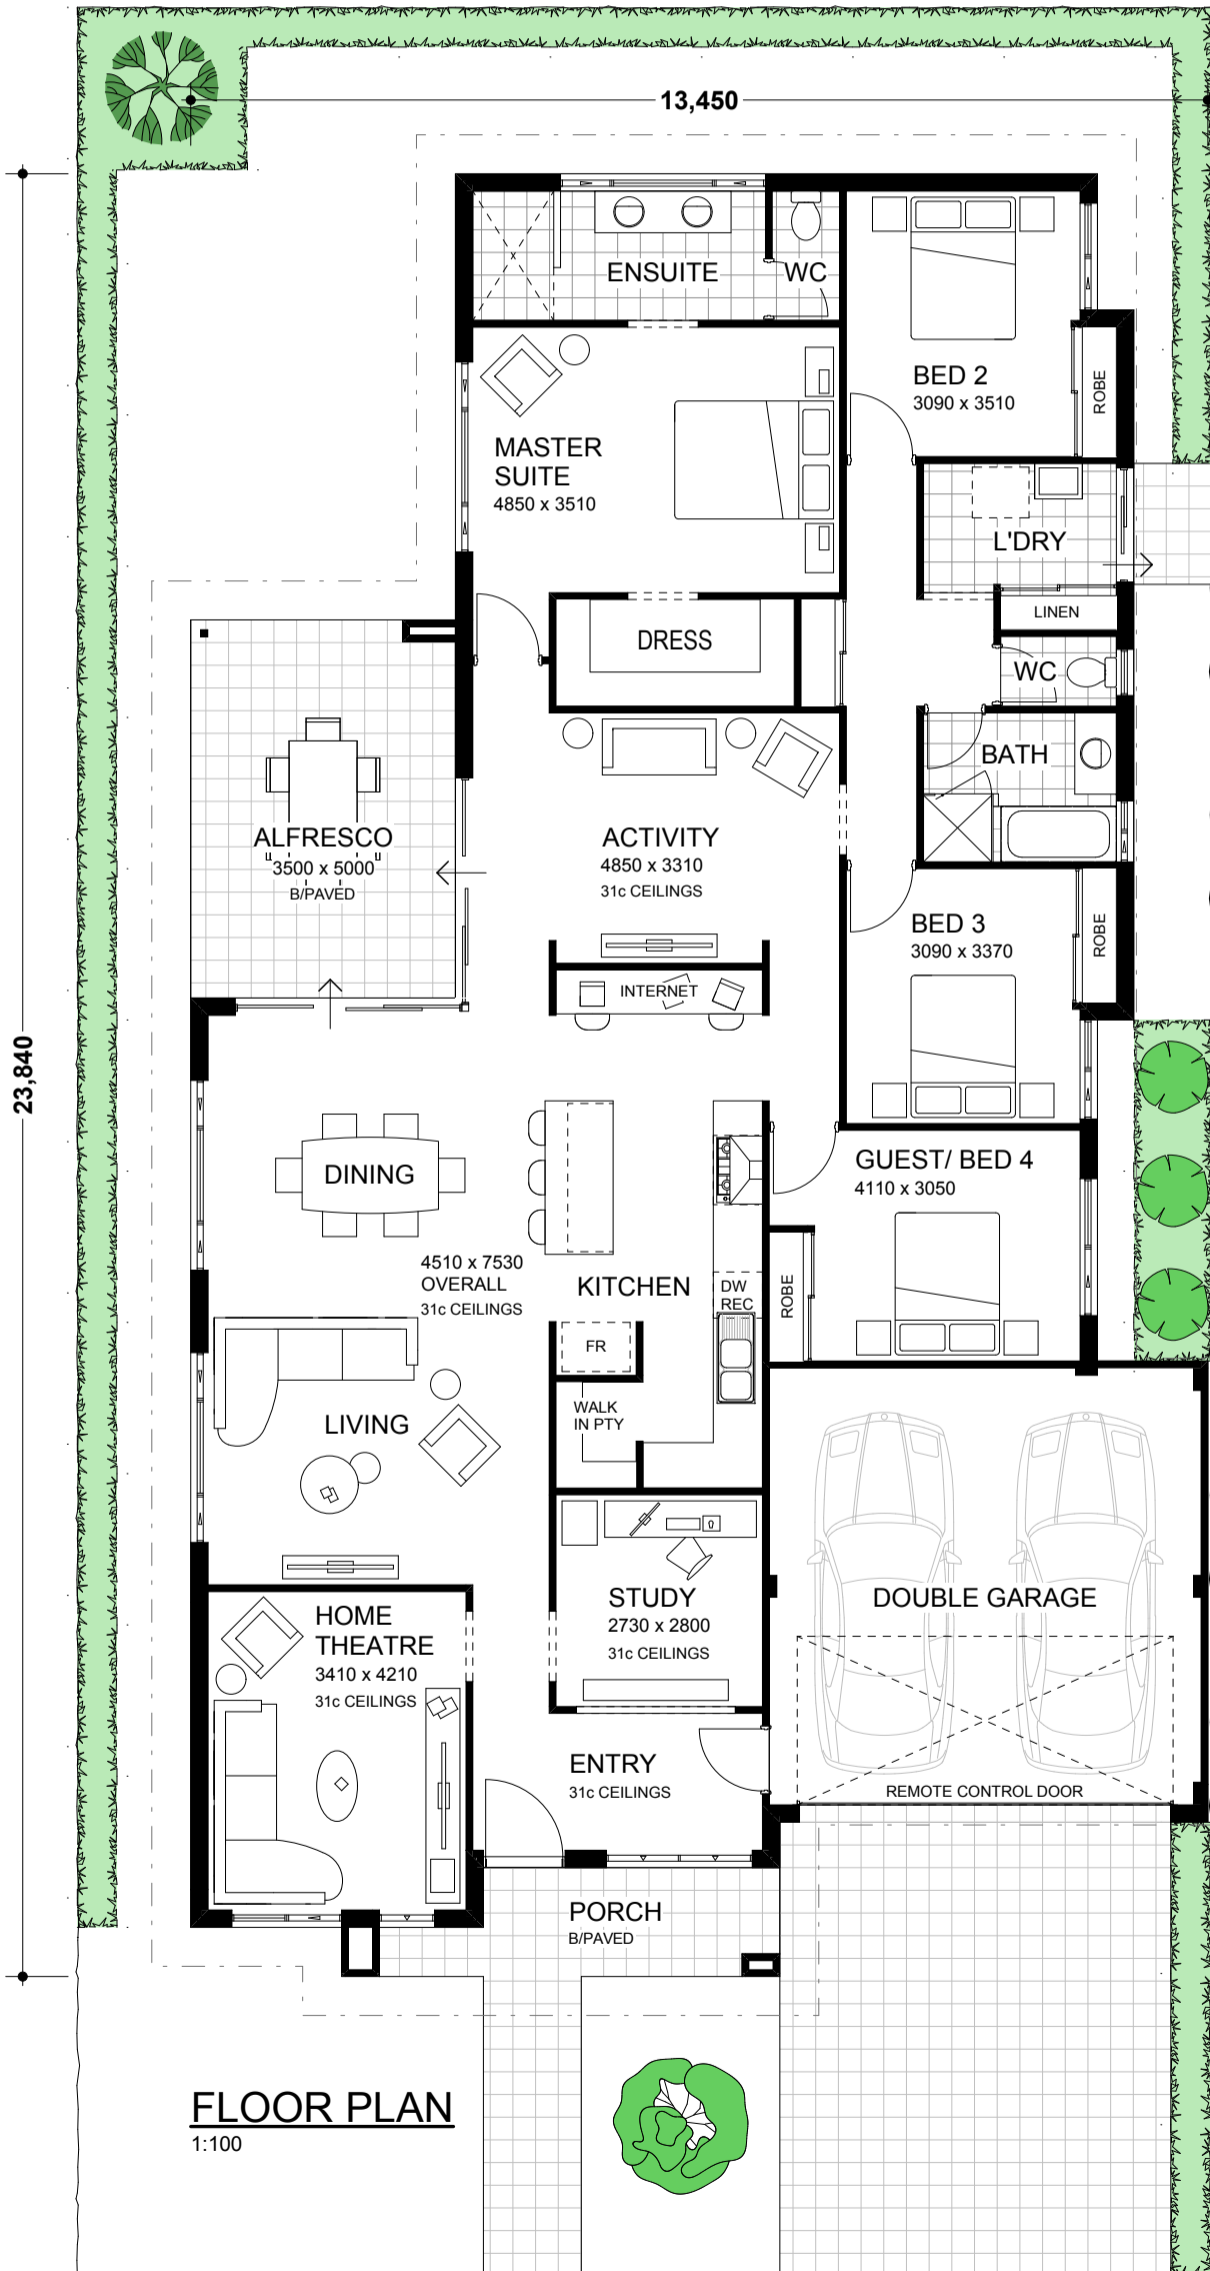 13,450
ENSUITE
WC
BED 2
3090 x 3510
ROBE
MASTER
SUITE
4850 x 3510
L'DRY
LINEN
DRESS
WC
BATH
ALFRESCO
3500 x 5000
B/PAVED
ACTIVITY
4850 x 3310
31c CEILINGS
BED 3
3090 x 3370
ROBE
INTERNET
23,840
DINING
GUEST/ BED 4
4110 x 3050
4510 x 7530
OVERALL
31c CEILINGS
KITCHEN
DW
REC
ROBE
FR
WALK
IN PTY
LIVING
STUDY
2730 x 2800
31c CEILINGS
DOUBLE GARAGE
HOME
THEATRE
3410 x 4210
31c CEILINGS
ENTRY
31c CEILINGS
REMOTE CONTROL DOOR
PORCH
B/PAVED
FLOOR PLAN
1:100